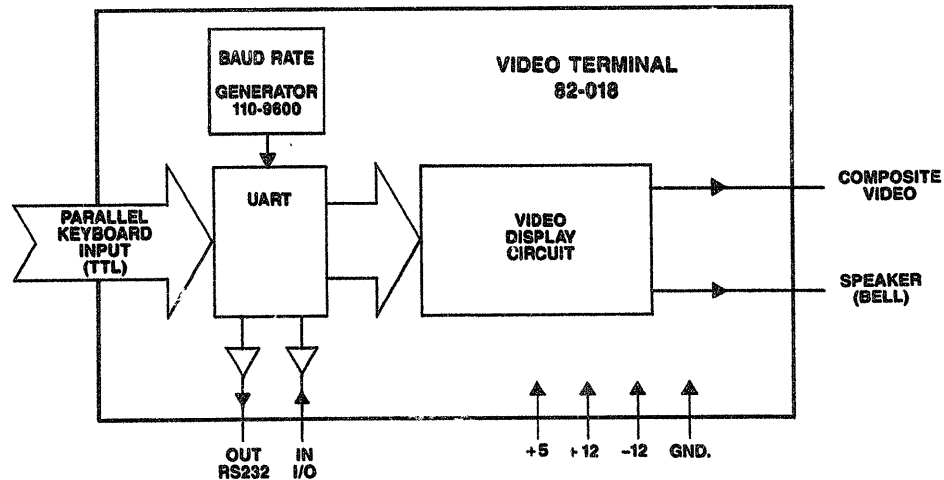 BAUD RATE
GENERATOR
110-9600
VIDEO TERMINAL
82-018
PARALLEL
KEYBOARD
INPUT
(TTL)
UART
VIDEO
DISPLAY
CIRCUIT
COMPOSITE
VIDEO
SPEAKER
(BELL)
OUT
RS232
IN
I/O
+5
+12
-12
GND.